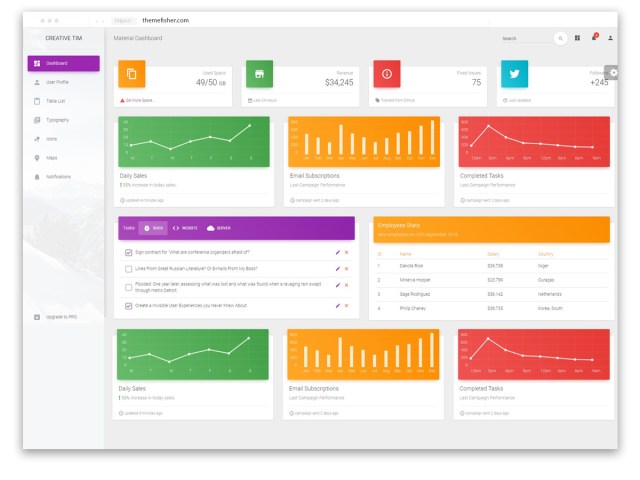 themefisher.com
CREATIVE TIM
Material Dashboard
Search
Dashboard
User Profile
Table List
Typography
Icons
Maps
Notifications
Upgrade to PRO
Used Space
49/50 GB
Get More Space...
Revenue
$34,245
Last 24 Hours
Fixed Issues
75
Tracked from Github
Followers
+245
Just Updated
Daily Sales
55% increase in today sales.
updated 4 minutes ago
Email Subscriptions
Last Campaign Performance
campaign sent 2 days ago
Completed Tasks
Last Campaign Performance
campaign sent 2 days ago
Tasks: BUGS WEBSITE SERVER
Sign contract for "What are conference organizers afraid of?"
Lines From Great Russian Literature? Or E-mails From My Boss?
Flooded: One year later, assessing what was lost and what was found when a ravaging rain swept
through metro Detroit
Create 4 Invisible User Experiences you Never Knew About
Employees Stats
New employees on 15th September, 2016
ID Name Salary Country
1 Dakota Rice $36,738 Niger
2 Minerva Hooper $23,789 Curaçao
3 Sage Rodriguez $56,142 Netherlands
4 Philip Chaney $38,735 Korea, South
Daily Sales
55% increase in today sales.
updated 4 minutes ago
Email Subscriptions
Last Campaign Performance
campaign sent 2 days ago
Completed Tasks
Last Campaign Performance
campaign sent 2 days ago